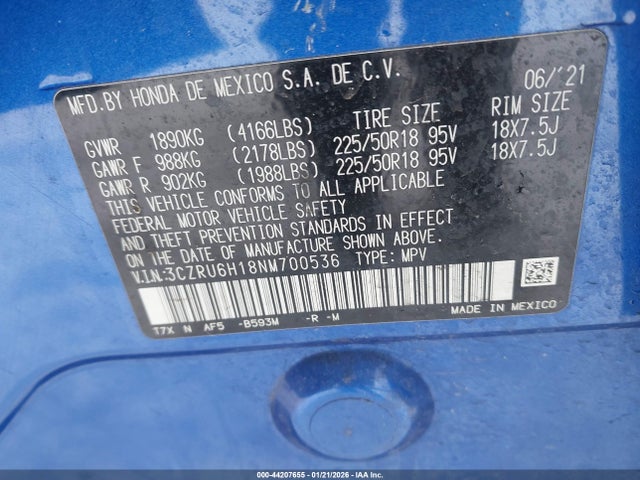 MFD.BY HONDA DE MEXICO S.A. DE C.V. 06/'21
GVWR 1890KG (4166LBS) TIRE SIZE RIM SIZE
GAWR F 988KG (2178LBS) 225/50R18 95V 18X7.5J
GAWR R 902KG (1988LBS) 225/50R18 95V 18X7.5J
THIS VEHICLE CONFORMS TO ALL APPLICABLE
FEDERAL MOTOR VEHICLE SAFETY
AND THEFT PREVENTION STANDARDS IN EFFECT
ON THE DATE OF MANUFACTURE SHOWN ABOVE.
V.I.N:3CZRU6H18NM700536 TYPE: MPV
T7X N AF5 -B593M -R -M MADE IN MEXICO
000-44207655 - 01/21/2026 - IAA Inc.